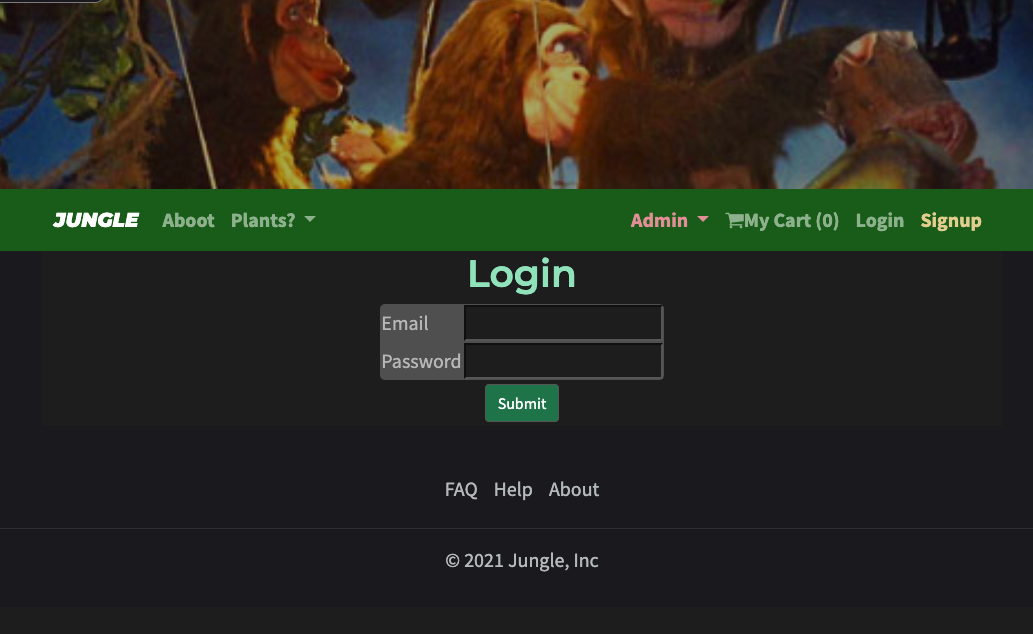 JUNGLE Aboot Plants? Admin My Cart (0) Login Signup
Login
Email
Password
Submit
FAQ Help About
© 2021 Jungle, Inc